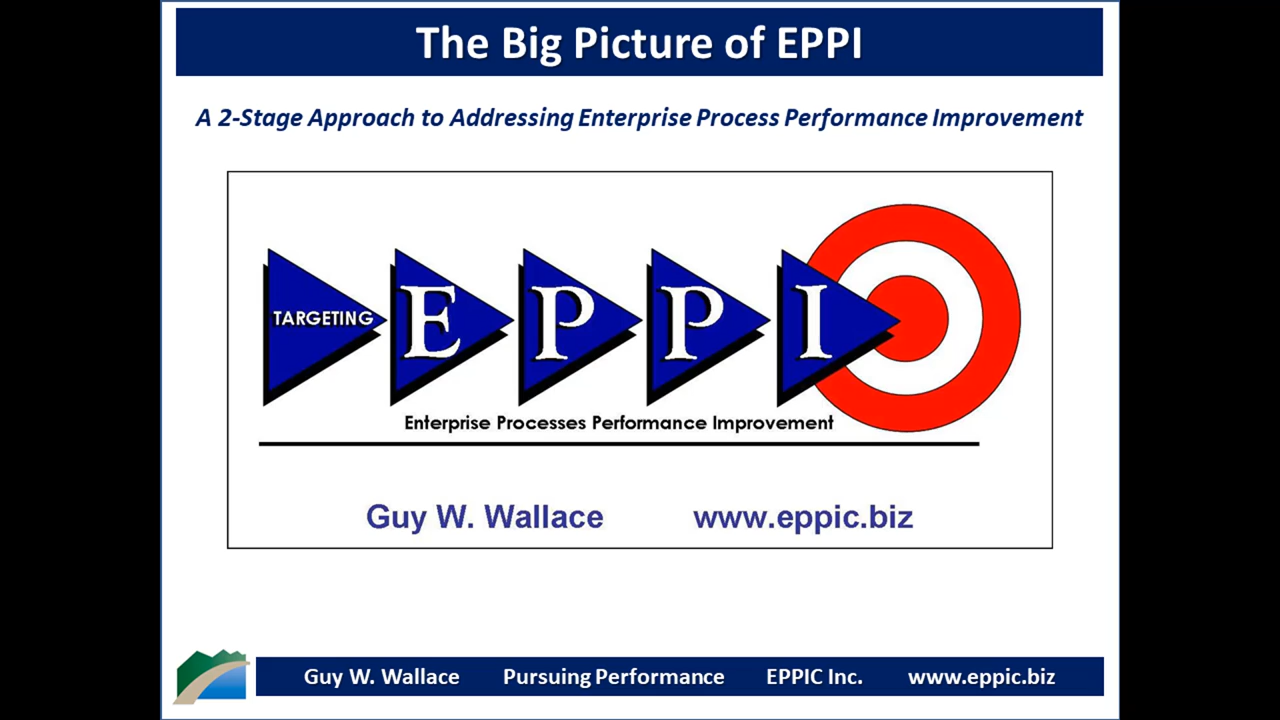 The Big Picture of EPPI
A 2-Stage Approach to Addressing Enterprise Process Performance Improvement
TARGETING E P P I
Enterprise Processes Performance Improvement
Guy W. Wallace www.eppic.biz
Guy W. Wallace Pursuing Performance EPPIC Inc. www.eppic.biz